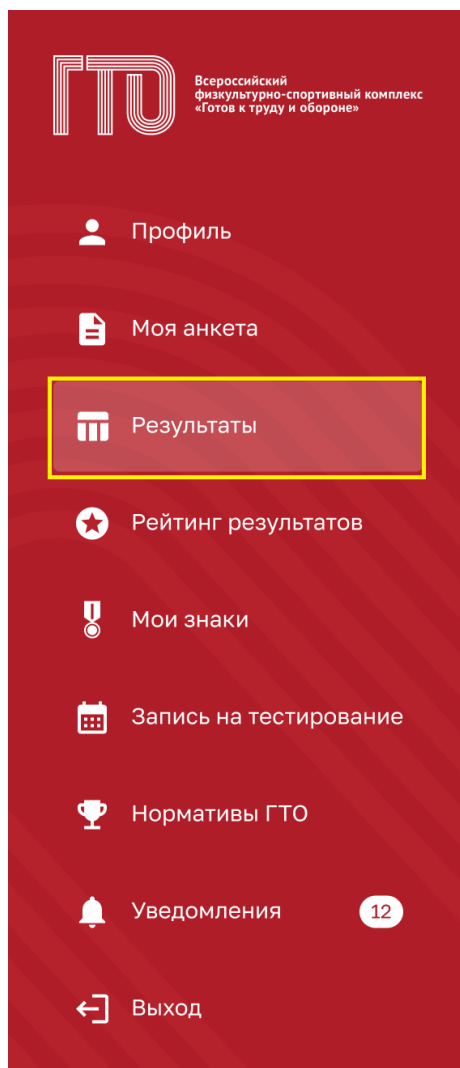 ГТО
Всероссийский
физкультурно-спортивный комплекс
«Готов к труду и обороне»
Профиль
Моя анкета
Результаты
Рейтинг результатов
Мои знаки
Запись на тестирование
Нормативы ГТО
Уведомления 12
Выход